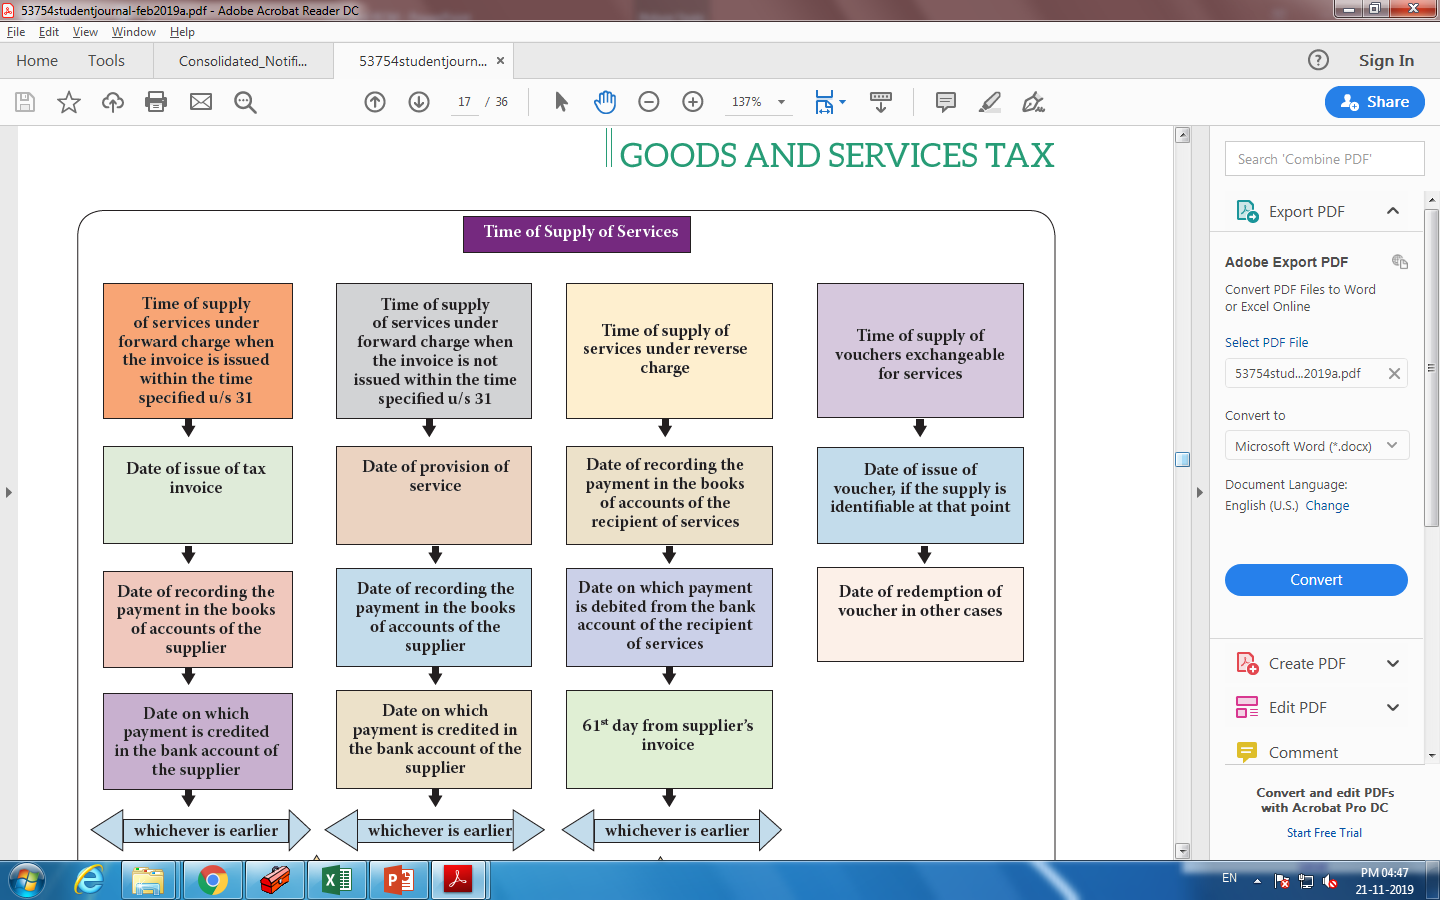 53754studentjournal-feb2019a.pdf - Adobe Acrobat Reader DC
File Edit View Window Help
Home Tools Consolidated_Notifi... 53754studentjourn... ×
Sign In
17 / 36
137%
Share
GOODS AND SERVICES TAX
Time of Supply of Services
Time of supply
of services under
forward charge when
the invoice is issued
within the time
specified u/s 31
Date of issue of tax
invoice
Date of recording the
payment in the books
of accounts of the
supplier
Date on which
payment is credited
in the bank account of
the supplier
whichever is earlier
Time of supply
of services under
forward charge when
the invoice is not
issued within the time
specified u/s 31
Date of provision of
service
Date of recording the
payment in the books
of accounts of the
supplier
Date on which
payment is credited in
the bank account of the
supplier
whichever is earlier
Time of supply of
services under reverse
charge
Date of recording the
payment in the books
of accounts of the
recipient of services
Date on which payment
is debited from the bank
account of the recipient
of services
61st day from supplier's
invoice
whichever is earlier
Time of supply of
vouchers exchangeable
for services
Date of issue of
voucher, if the supply is
identifiable at that point
Date of redemption of
voucher in other cases
Search 'Combine PDF'
Export PDF
Adobe Export PDF
Convert PDF Files to Word
or Excel Online
Select PDF File
53754stud...2019a.pdf
Convert to
Microsoft Word (*.docx)
Document Language:
English (U.S.) Change
Convert
Create PDF
Edit PDF
Comment
Convert and edit PDFs
with Acrobat Pro DC
Start Free Trial
EN
PM 04:47
21-11-2019